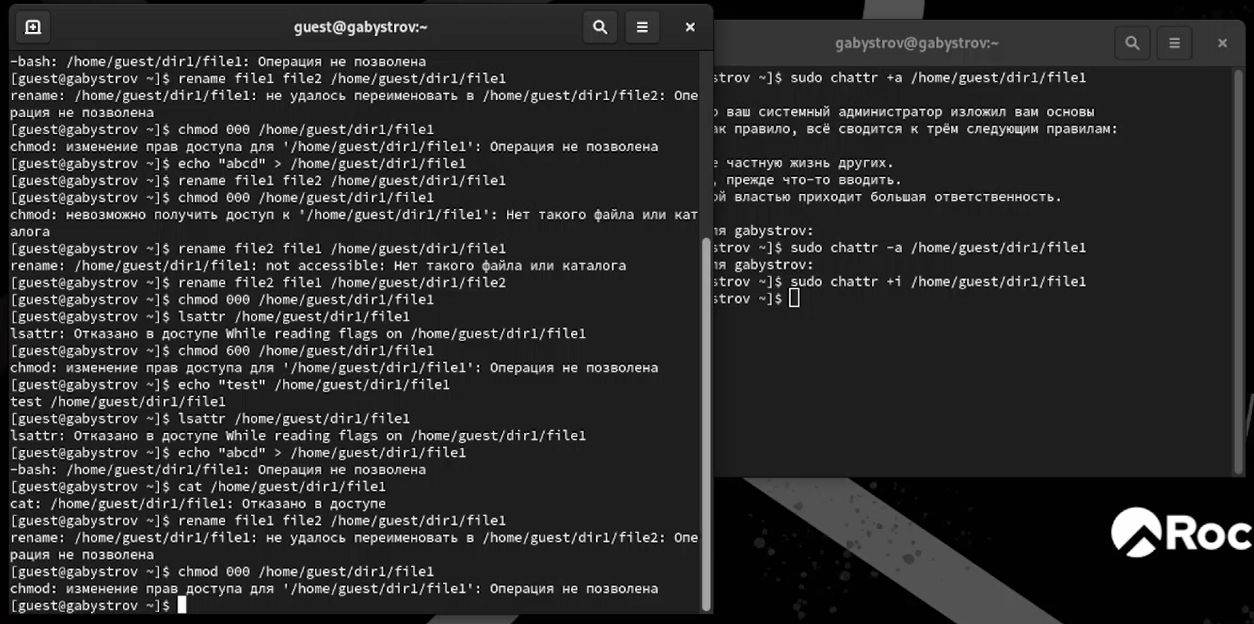 guest@gabystrov:~
-bash: /home/guest/dir1/file1: Операция не позволена
[guest@gabystrov ~]$ rename file1 file2 /home/guest/dir1/file1
rename: /home/guest/dir1/file1: не удалось переименовать в /home/guest/dir1/file2: Опе
рация не позволена
[guest@gabystrov ~]$ chmod 000 /home/guest/dir1/file1
chmod: изменение прав доступа для '/home/guest/dir1/file1': Операция не позволена
[guest@gabystrov ~]$ echo "abcd" > /home/guest/dir1/file1
[guest@gabystrov ~]$ rename file1 file2 /home/guest/dir1/file1
[guest@gabystrov ~]$ chmod 000 /home/guest/dir1/file1
chmod: невозможно получить доступ к '/home/guest/dir1/file1': Нет такого файла или кат
алога
[guest@gabystrov ~]$ rename file2 file1 /home/guest/dir1/file1
rename: /home/guest/dir1/file1: not accessible: Нет такого файла или каталога
[guest@gabystrov ~]$ rename file2 file1 /home/guest/dir1/file2
[guest@gabystrov ~]$ chmod 000 /home/guest/dir1/file1
[guest@gabystrov ~]$ lsattr /home/guest/dir1/file1
lsattr: Отказано в доступе While reading flags on /home/guest/dir1/file1
[guest@gabystrov ~]$ chmod 600 /home/guest/dir1/file1
chmod: изменение прав доступа для '/home/guest/dir1/file1': Операция не позволена
[guest@gabystrov ~]$ echo "test" /home/guest/dir1/file1
test /home/guest/dir1/file1
[guest@gabystrov ~]$ lsattr /home/guest/dir1/file1
lsattr: Отказано в доступе While reading flags on /home/guest/dir1/file1
[guest@gabystrov ~]$ echo "abcd" > /home/guest/dir1/file1
-bash: /home/guest/dir1/file1: Операция не позволена
[guest@gabystrov ~]$ cat /home/guest/dir1/file1
cat: /home/guest/dir1/file1: Отказано в доступе
[guest@gabystrov ~]$ rename file1 file2 /home/guest/dir1/file1
rename: /home/guest/dir1/file1: не удалось переименовать в /home/guest/dir1/file2: Опе
рация не позволена
[guest@gabystrov ~]$ chmod 000 /home/guest/dir1/file1
chmod: изменение прав доступа для '/home/guest/dir1/file1': Операция не позволена
[guest@gabystrov ~]$
gabystrov@gabystrov:~
strov ~]$ sudo chattr +a /home/guest/dir1/file1
о ваш системный администратор изложил вам основы
ак правило, всё сводится к трём следующим правилам:
е частную жизнь других.
, прежде что-то вводить.
ой властью приходит большая ответственность.
ля gabystrov:
strov ~]$ sudo chattr -a /home/guest/dir1/file1
ля gabystrov:
strov ~]$ sudo chattr +i /home/guest/dir1/file1
strov ~]$
Roc